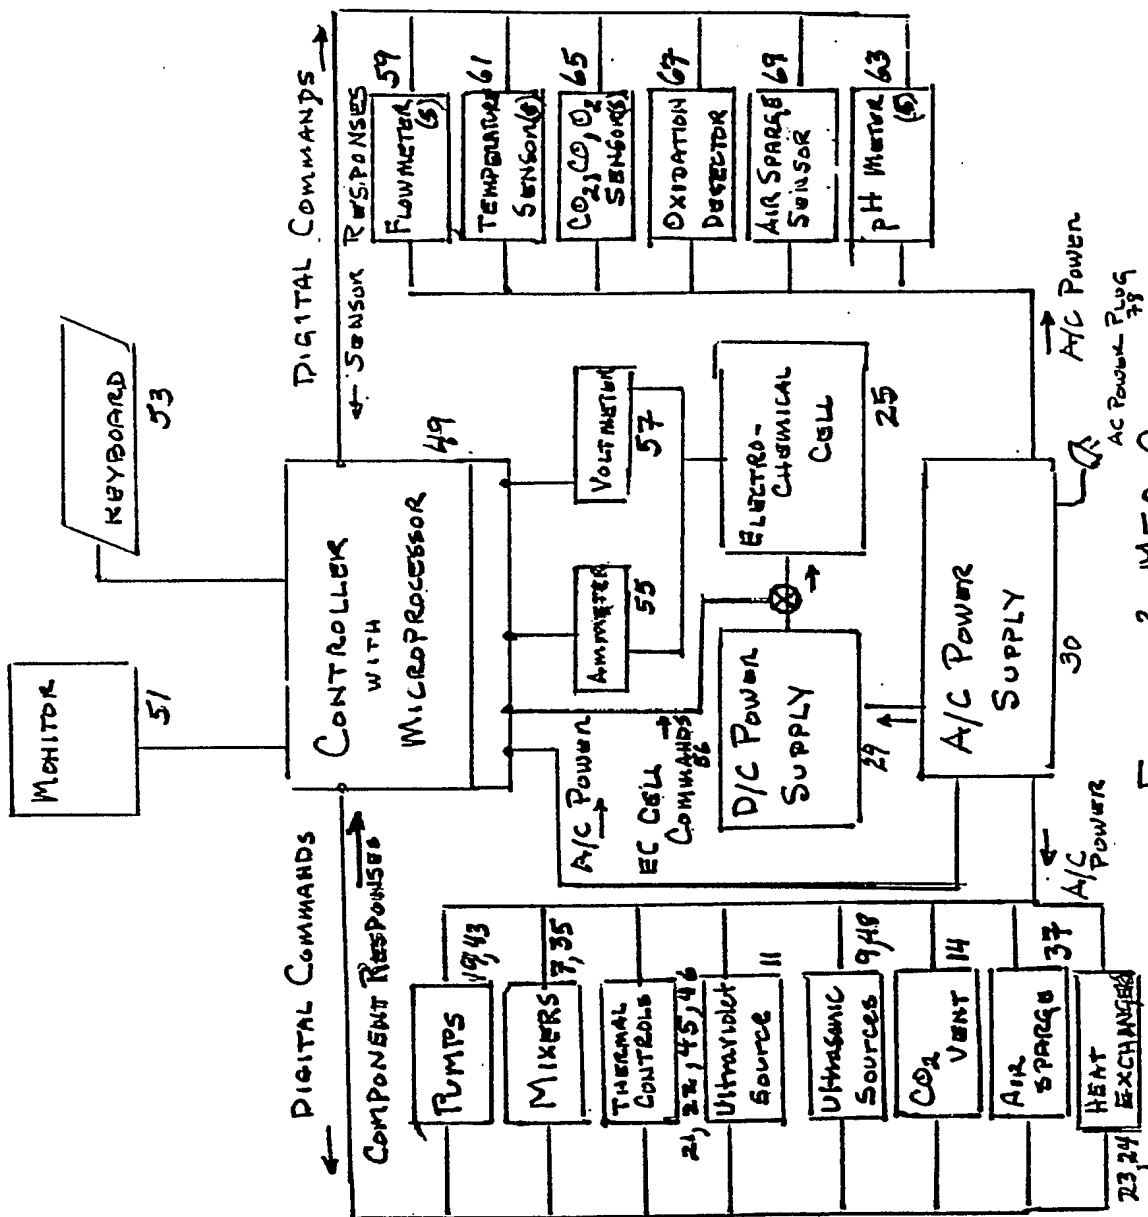 MONITOR
51
KEYBOARD
53
CONTROLLER
WITH
MICROPROCESSOR
49
DIGITAL COMMANDS
COMPONENT RESPONSES
DIGITAL COMMANDS
SENSOR RESPONSES
PUMPS
19,43
MIXERS
7,35
THERMAL
CONTROLS
21, 22, 45, 46
Ultraviolet
Source
11
Ultrasonic
Sources
9,48
CO2
VENT
14
AIR
SPARGE
37
HEAT
EXCHANGER
23,24
A/C POWER
EC CELL
COMMANDS
86
AMMETER
55
VOLTMETER
57
D/C POWER
SUPPLY
29
ELECTRO-
CHEMICAL
CELL
25
A/C POWER
SUPPLY
30
A/C
POWER
A/C POWER
AC POWER PLUG
78
FLOWMETER
(S)
59
TEMPERATURE
SENSOR(S)
61
CO2, CO, O2
SENSOR(S)
65
OXIDATION
DETECTOR
67
AIR SPARGE
SENSOR
69
pH METER
(S)
63